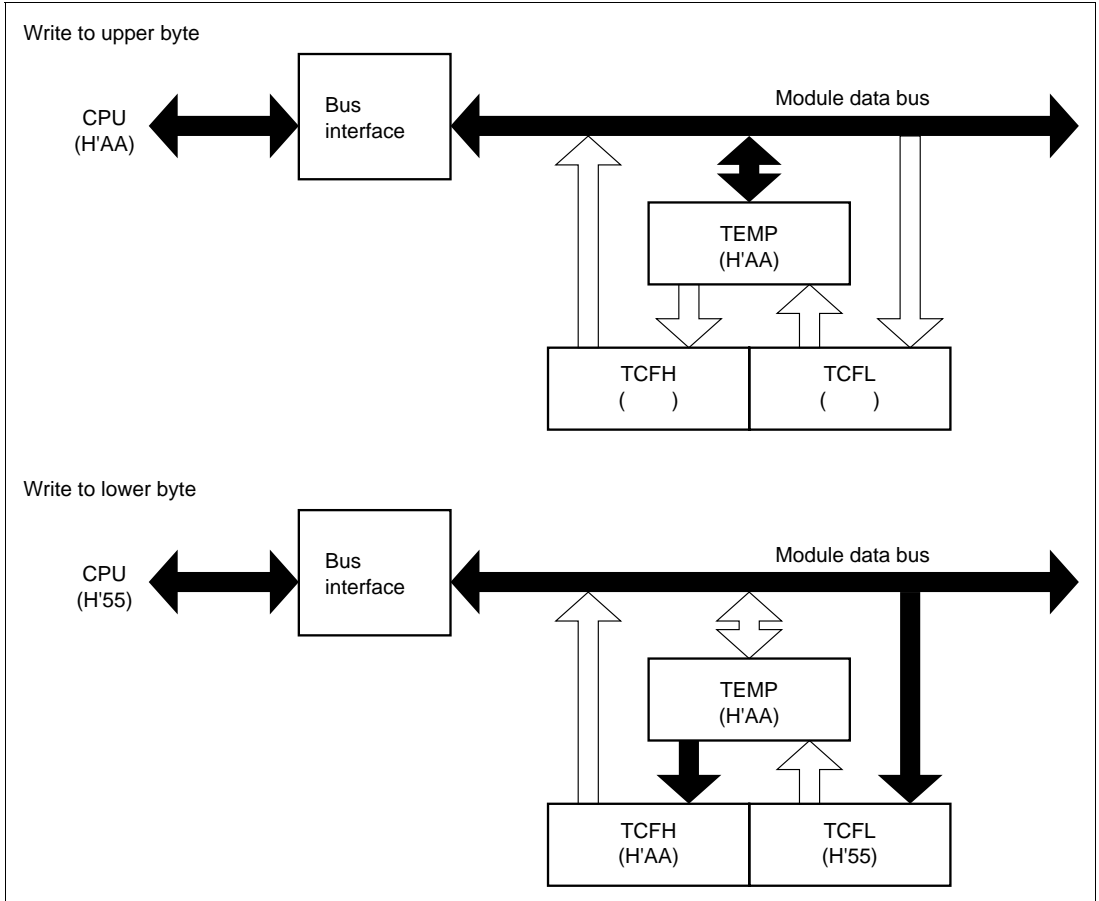 Write to upper byte
CPU
(H'AA)
Bus
interface
Module data bus
TEMP
(H'AA)
TCFH
(       )
TCFL
(       )
Write to lower byte
CPU
(H'55)
Bus
interface
Module data bus
TEMP
(H'AA)
TCFH
(H'AA)
TCFL
(H'55)